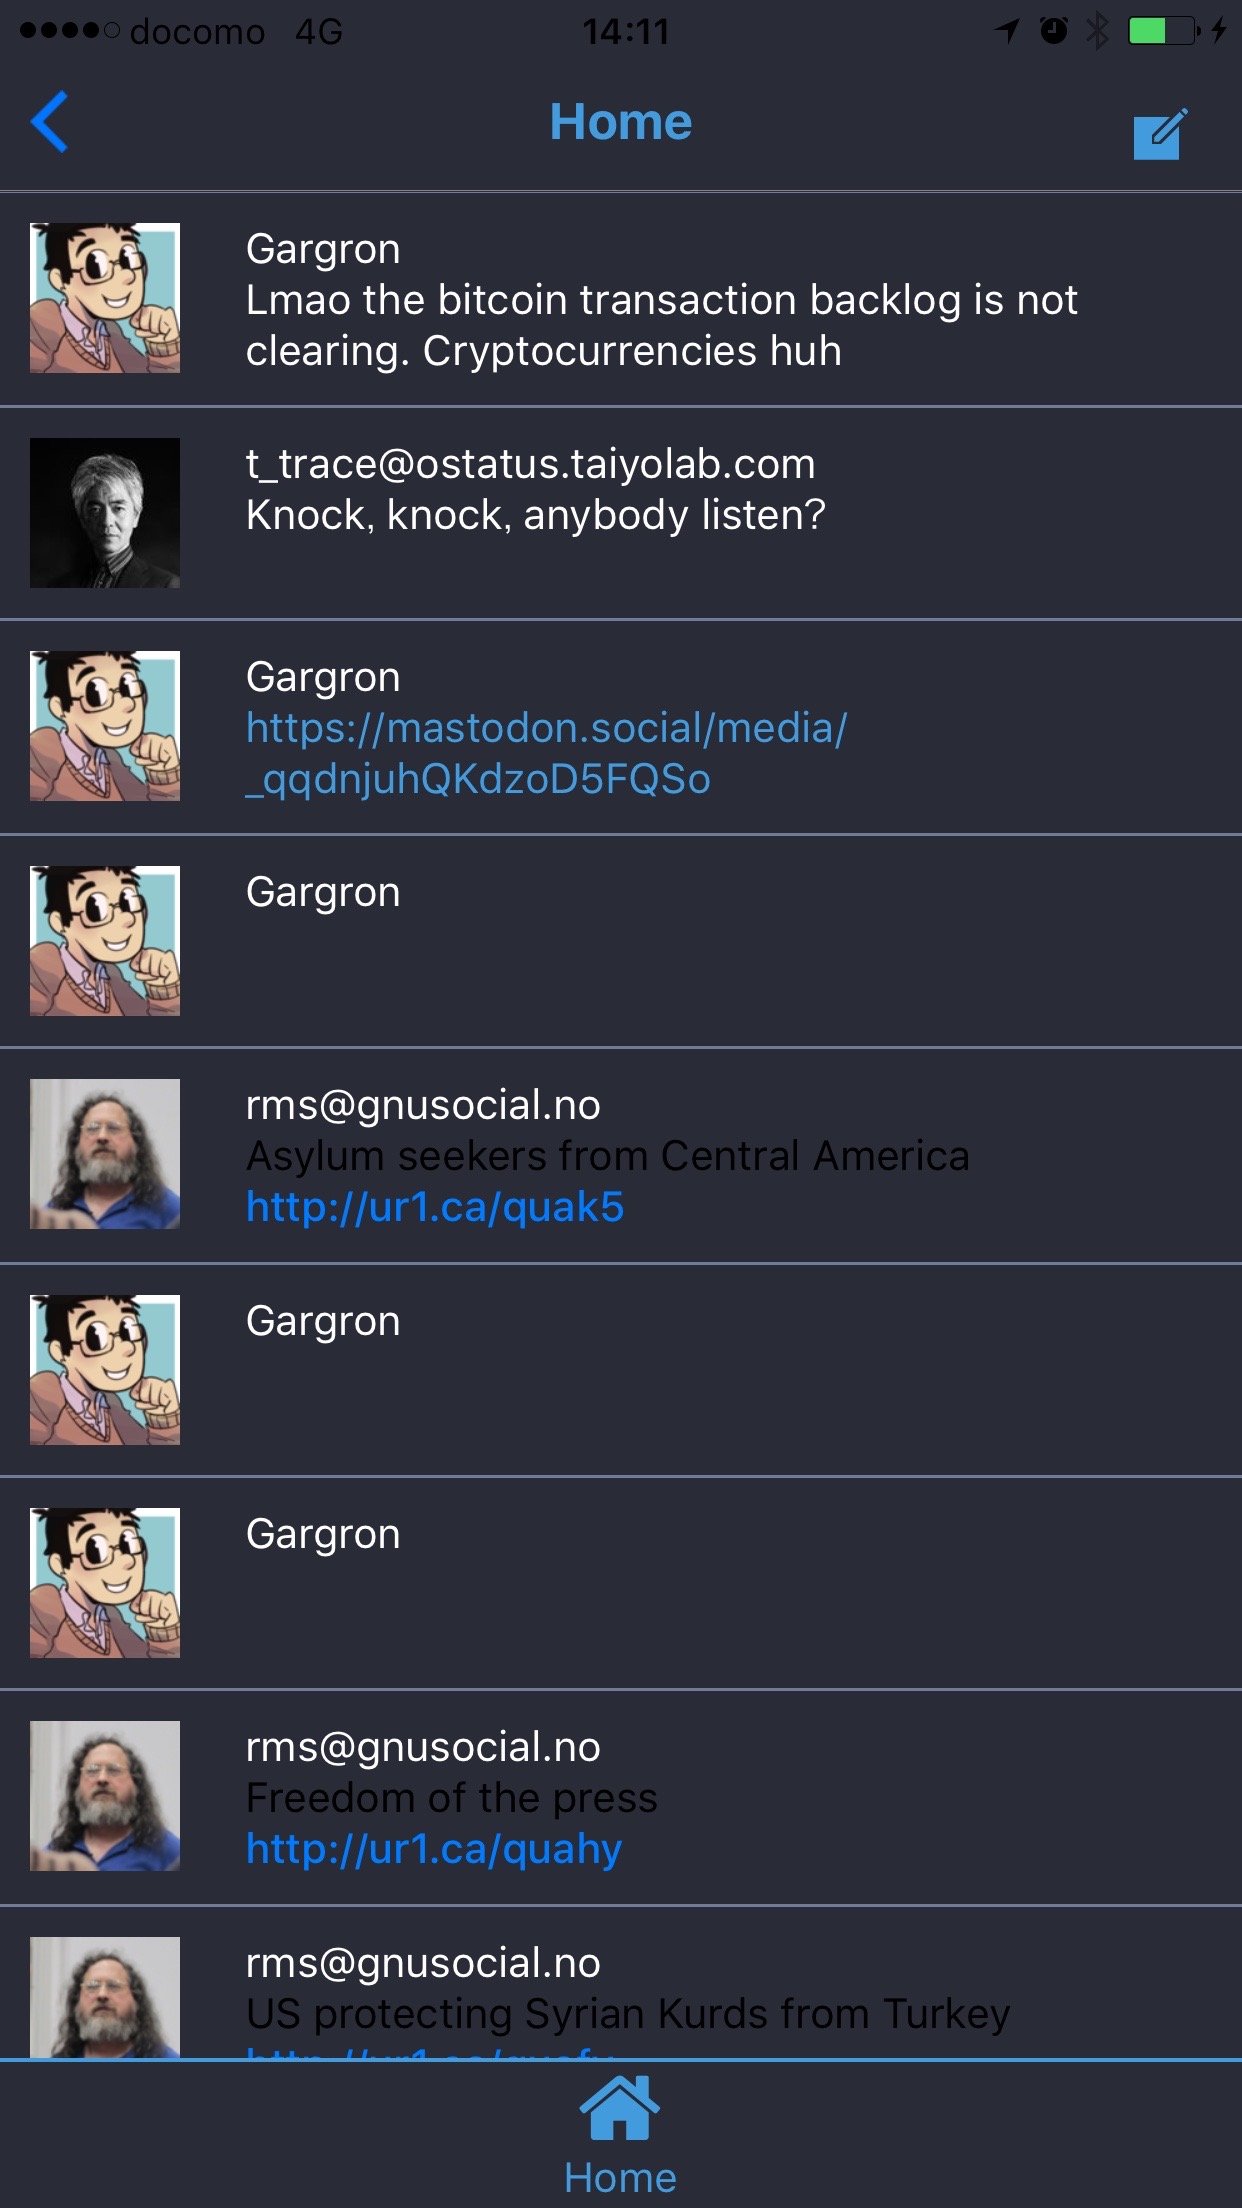 docomo 4G 14:11
Home
Gargron
Lmao the bitcoin transaction backlog is not
clearing. Cryptocurrencies huh
t_trace@ostatus.taiyolab.com
Knock, knock, anybody listen?
Gargron
https://mastodon.social/media/
_qqdnjuhQKdzoD5FQSo
Gargron
rms@gnusocial.no
Asylum seekers from Central America
http://ur1.ca/quak5
Gargron
Gargron
rms@gnusocial.no
Freedom of the press
http://ur1.ca/quahy
rms@gnusocial.no
US protecting Syrian Kurds from Turkey
Home